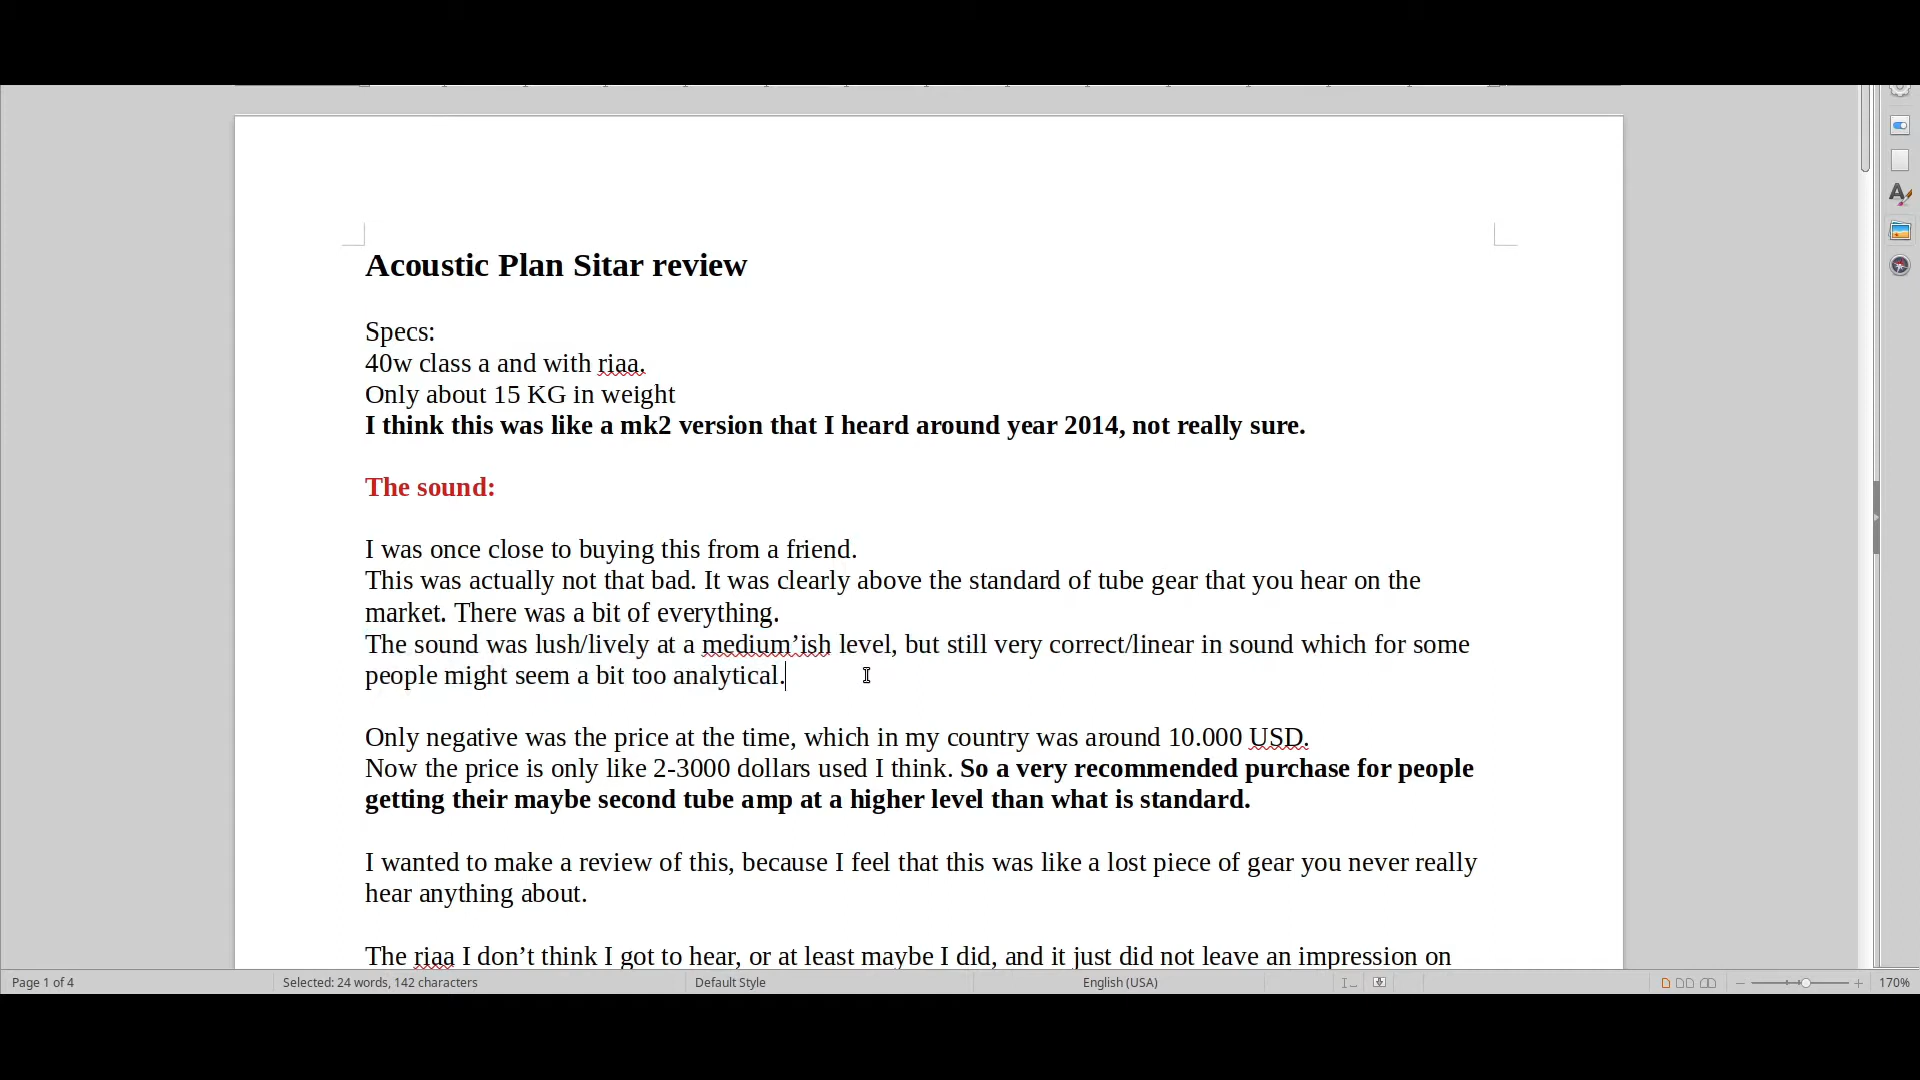 Acoustic Plan Sitar review
Specs:
40w class a and with riaa.
Only about 15 KG in weight
I think this was like a mk2 version that I heard around year 2014, not really sure.
The sound:
I was once close to buying this from a friend.
This was actually not that bad. It was clearly above the standard of tube gear that you hear on the
market. There was a bit of everything.
The sound was lush/lively at a medium’ish level, but still very correct/linear in sound which for some
people might seem a bit too analytical.
Only negative was the price at the time, which in my country was around 10.000 USD.
Now the price is only like 2-3000 dollars used I think. So a very recommended purchase for people
getting their maybe second tube amp at a higher level than what is standard.
I wanted to make a review of this, because I feel that this was like a lost piece of gear you never really
hear anything about.
The riaa I don’t think I got to hear, or at least maybe I did, and it just did not leave an impression on
Page 1 of 4
Selected: 24 words, 142 characters
Default Style
English (USA)
170%